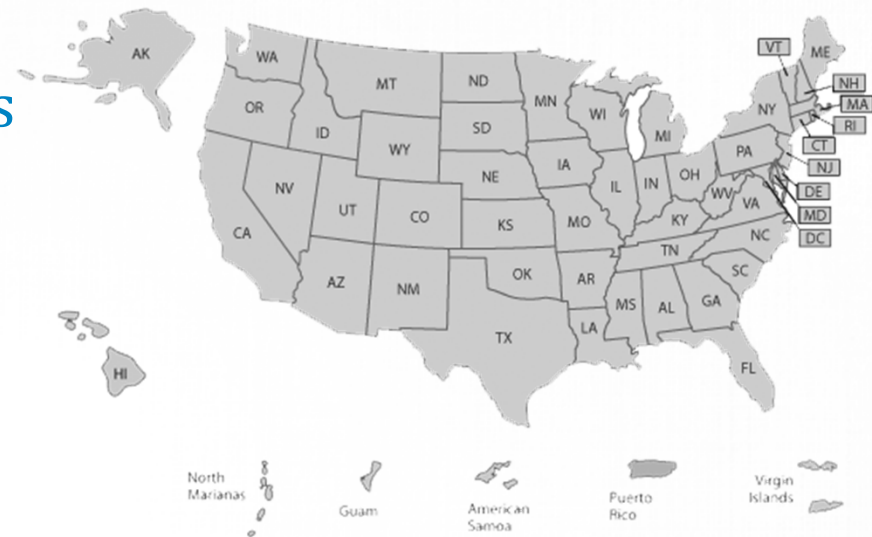 AK
WA
MT
ND
MN
VT
ME
NH
MA
RI
CT
NJ
DE
MD
DC
OR
ID
WY
SD
WI
MI
NY
PA
NV
UT
CO
NE
IA
IL
IN
OH
WV
VA
CA
KS
MO
KY
NC
TN
AZ
NM
OK
AR
SC
TX
LA
MS
AL
GA
FL
HI
North
Marianas
Guam
American
Samoa
Puerto
Rico
Virgin
Islands